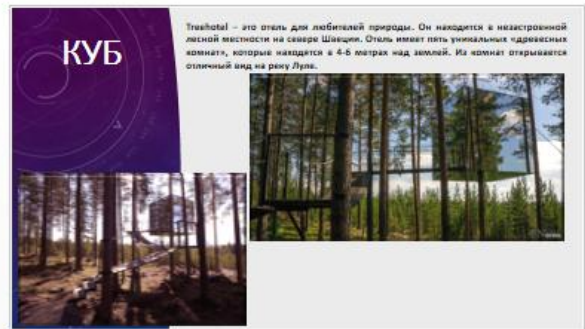 КУБ
Treehotel – это отель для любителей природы. Он находится в незастроенной
лесной местности на севере Швеции. Отель имеет пять уникальных «древесных
комнат», которые находятся в 4-6 метрах над землей. Из комнат открывается
отличный вид на реку Луле.